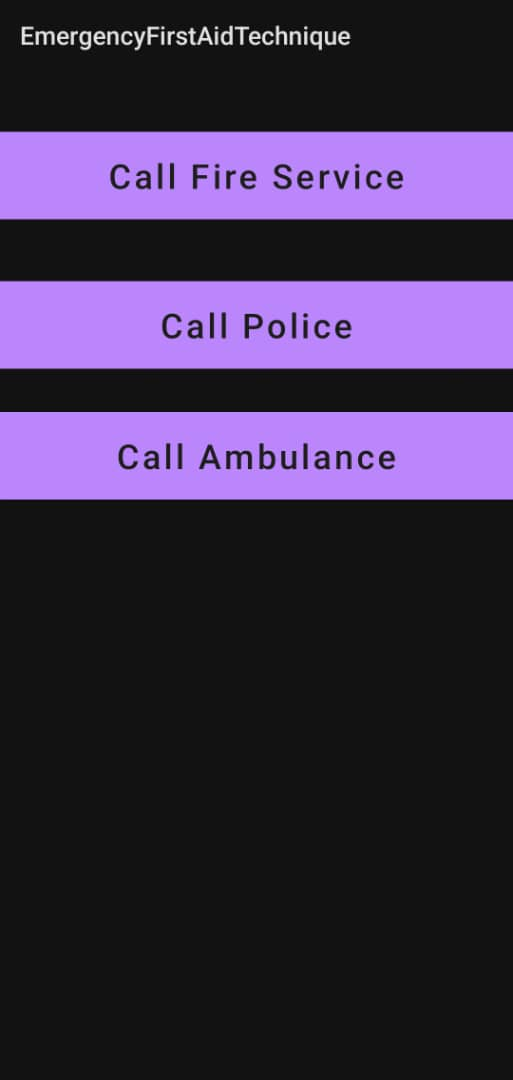 EmergencyFirstAidTechnique
Call Fire Service
Call Police
Call Ambulance